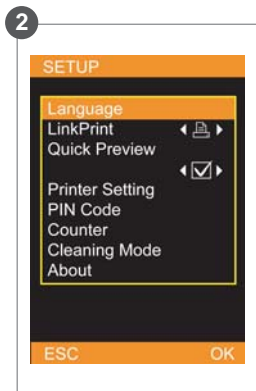 2
SETUP
Language
LinkPrint
Quick Preview
Printer Setting
PIN Code
Counter
Cleaning Mode
About
ESC OK